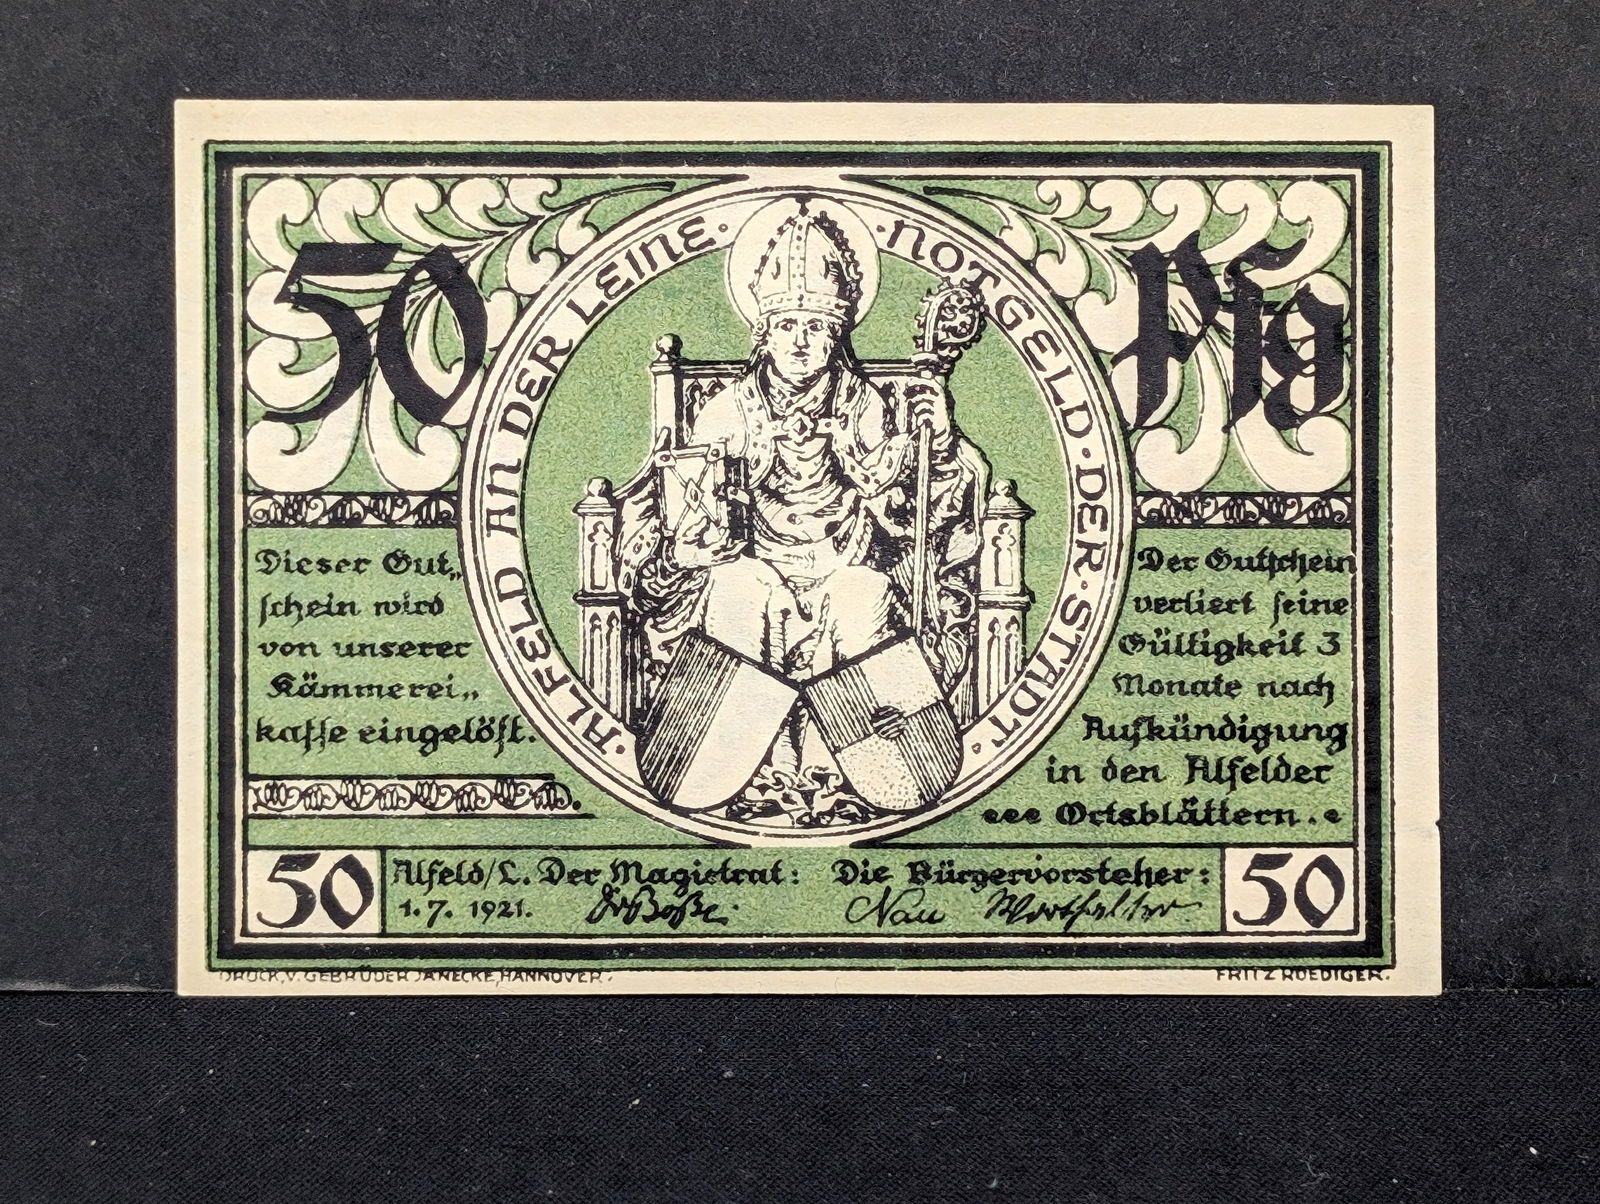 50 Pfg
·ALFELD AN DER LEINE·
·NOTGELD·DER·STADT·
Dieser Gut„
schein wird
von unserer
Kämmerei„
kasse eingelöst.
Der Gutschein
verliert seine
Gültigkeit 3
Monate nach
Aufkündigung
in den Alfelder
Ortsblättern.
50
Alfeld/L. Der Magistrat: Die Bürgervorsteher:
1.7. 1921.
Nau
50
DRUCK.V.GEBRÜDER JÄNECKE,HANNOVER.
FRITZ ROEDIGER.